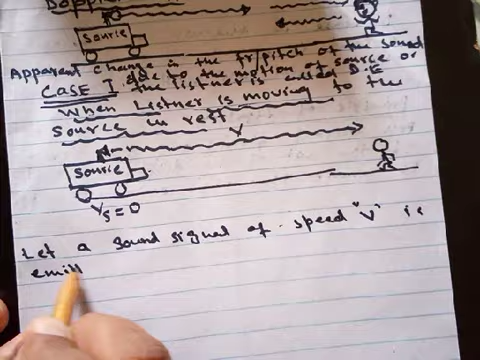 Doppler
Source
Apparent change in the fr/pitch of the sound
due to the motion of source or
the listner is called D.E
CASE I
When Listner is moving to the
source in rest
V
Source
Vs = 0
Let a sound signal of speed "v" is
emitt